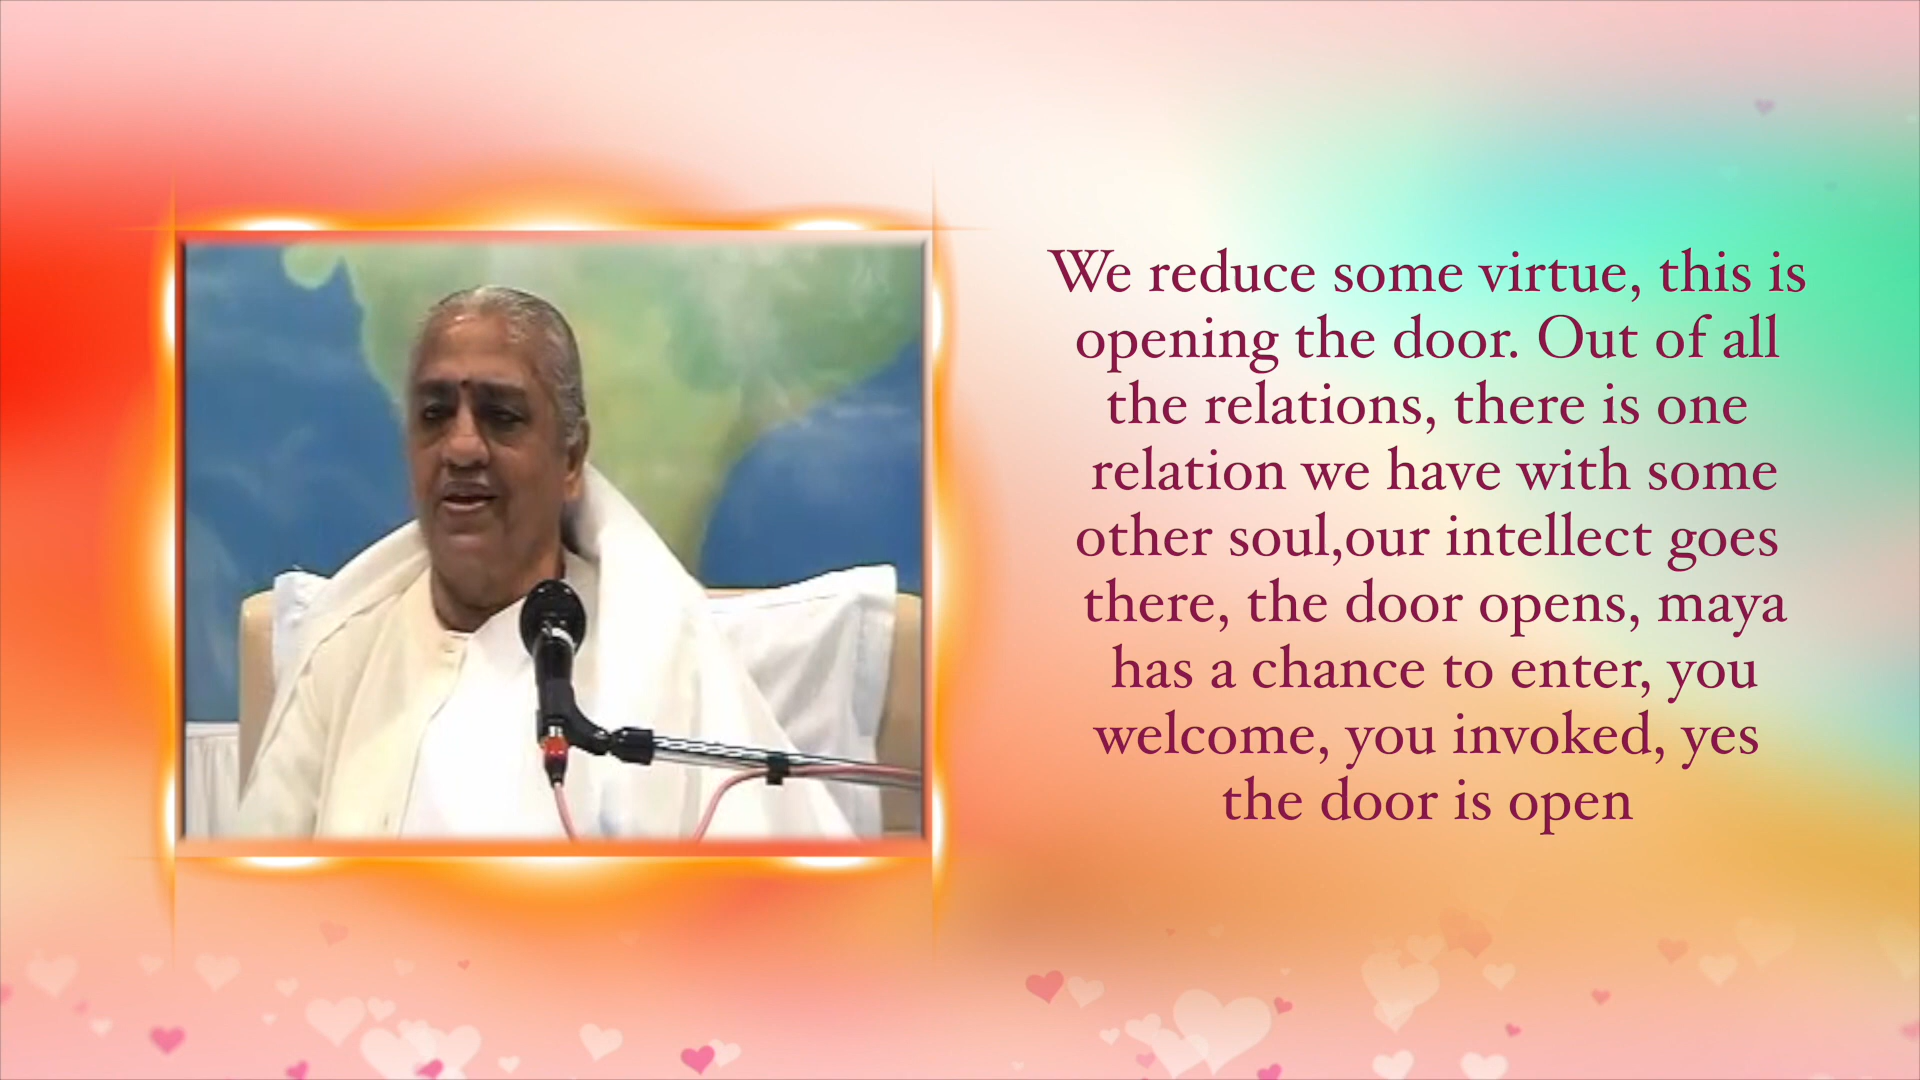 We reduce some virtue, this is
opening the door. Out of all
the relations, there is one
relation we have with some
other soul,our intellect goes
there, the door opens, maya
has a chance to enter, you
welcome, you invoked, yes
the door is open